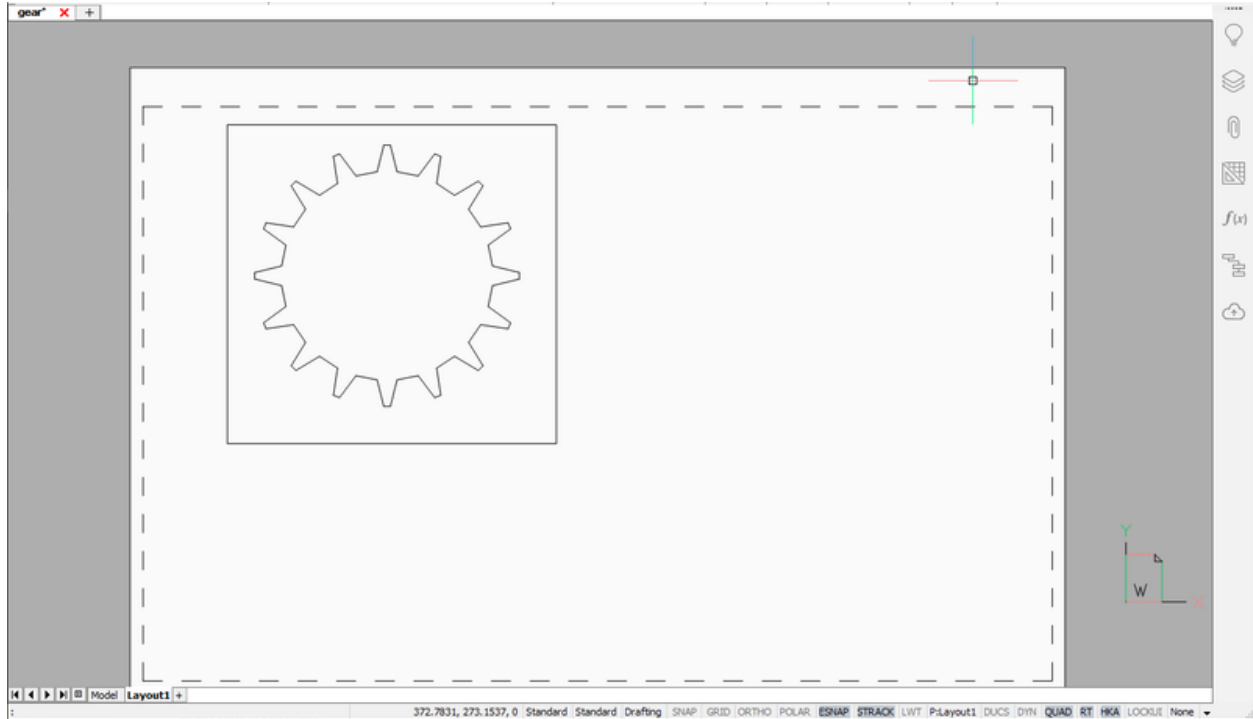 gear*
f(x)
Y
W
X
Model Layout1 +
: 372.7831, 273.1537, 0 Standard Standard Drafting SNAP GRID ORTHO POLAR ESNAP STRACK LWT P:Layout1 DUCS DYN QUAD RT HKA LOCKUI None